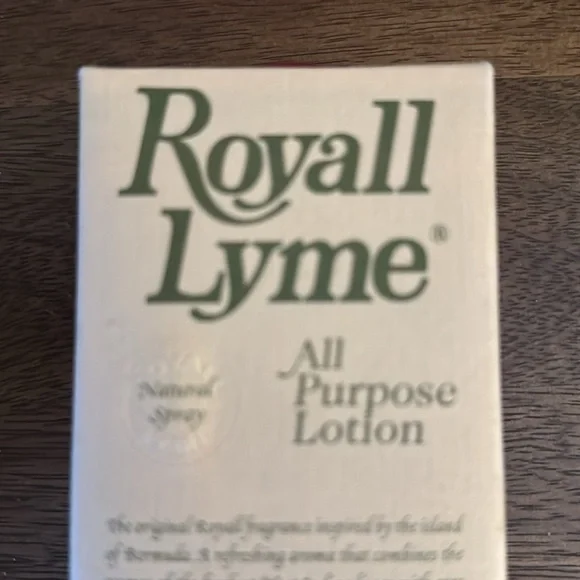 Royall
Lyme®
All
Purpose
Lotion
Natural
Spray
The original Royall fragrance inspired by the island
of Bermuda. A refreshing aroma that combines the